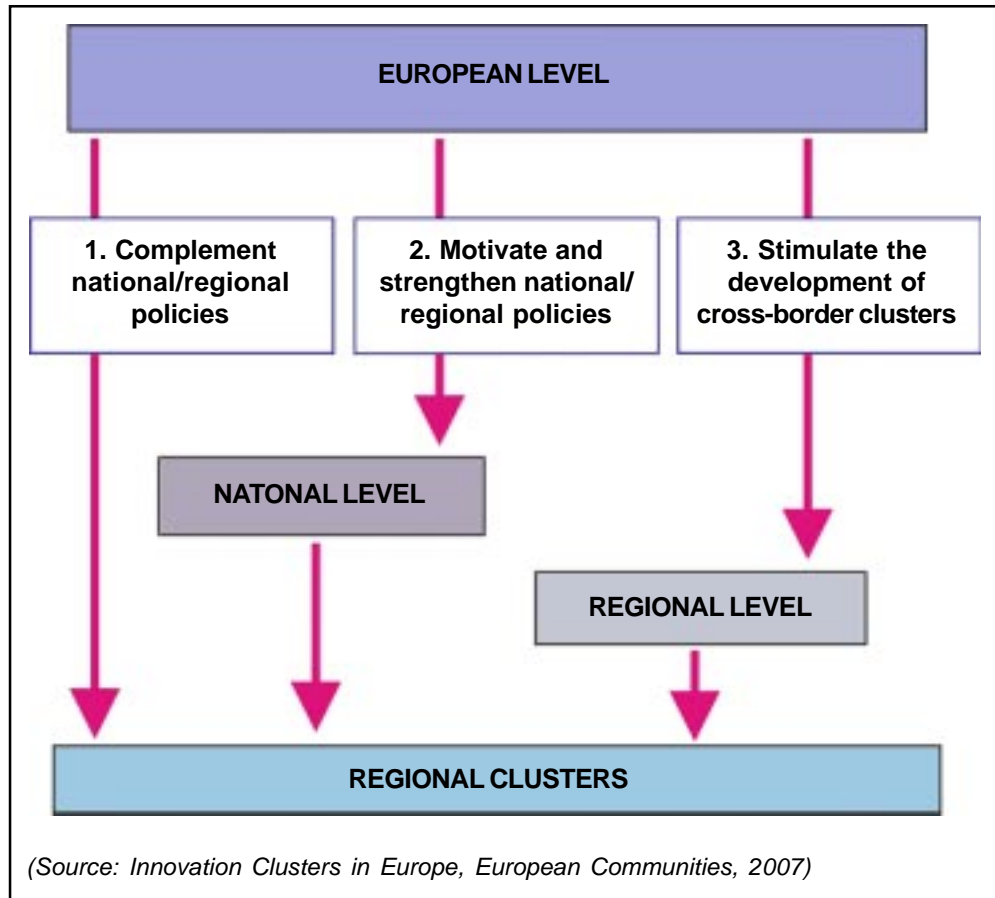 EUROPEAN LEVEL
1. Complement
national/regional
policies
2. Motivate and
strengthen national/
regional policies
3. Stimulate the
development of
cross-border clusters
NATONAL LEVEL
REGIONAL LEVEL
REGIONAL CLUSTERS
(Source: Innovation Clusters in Europe, European Communities, 2007)